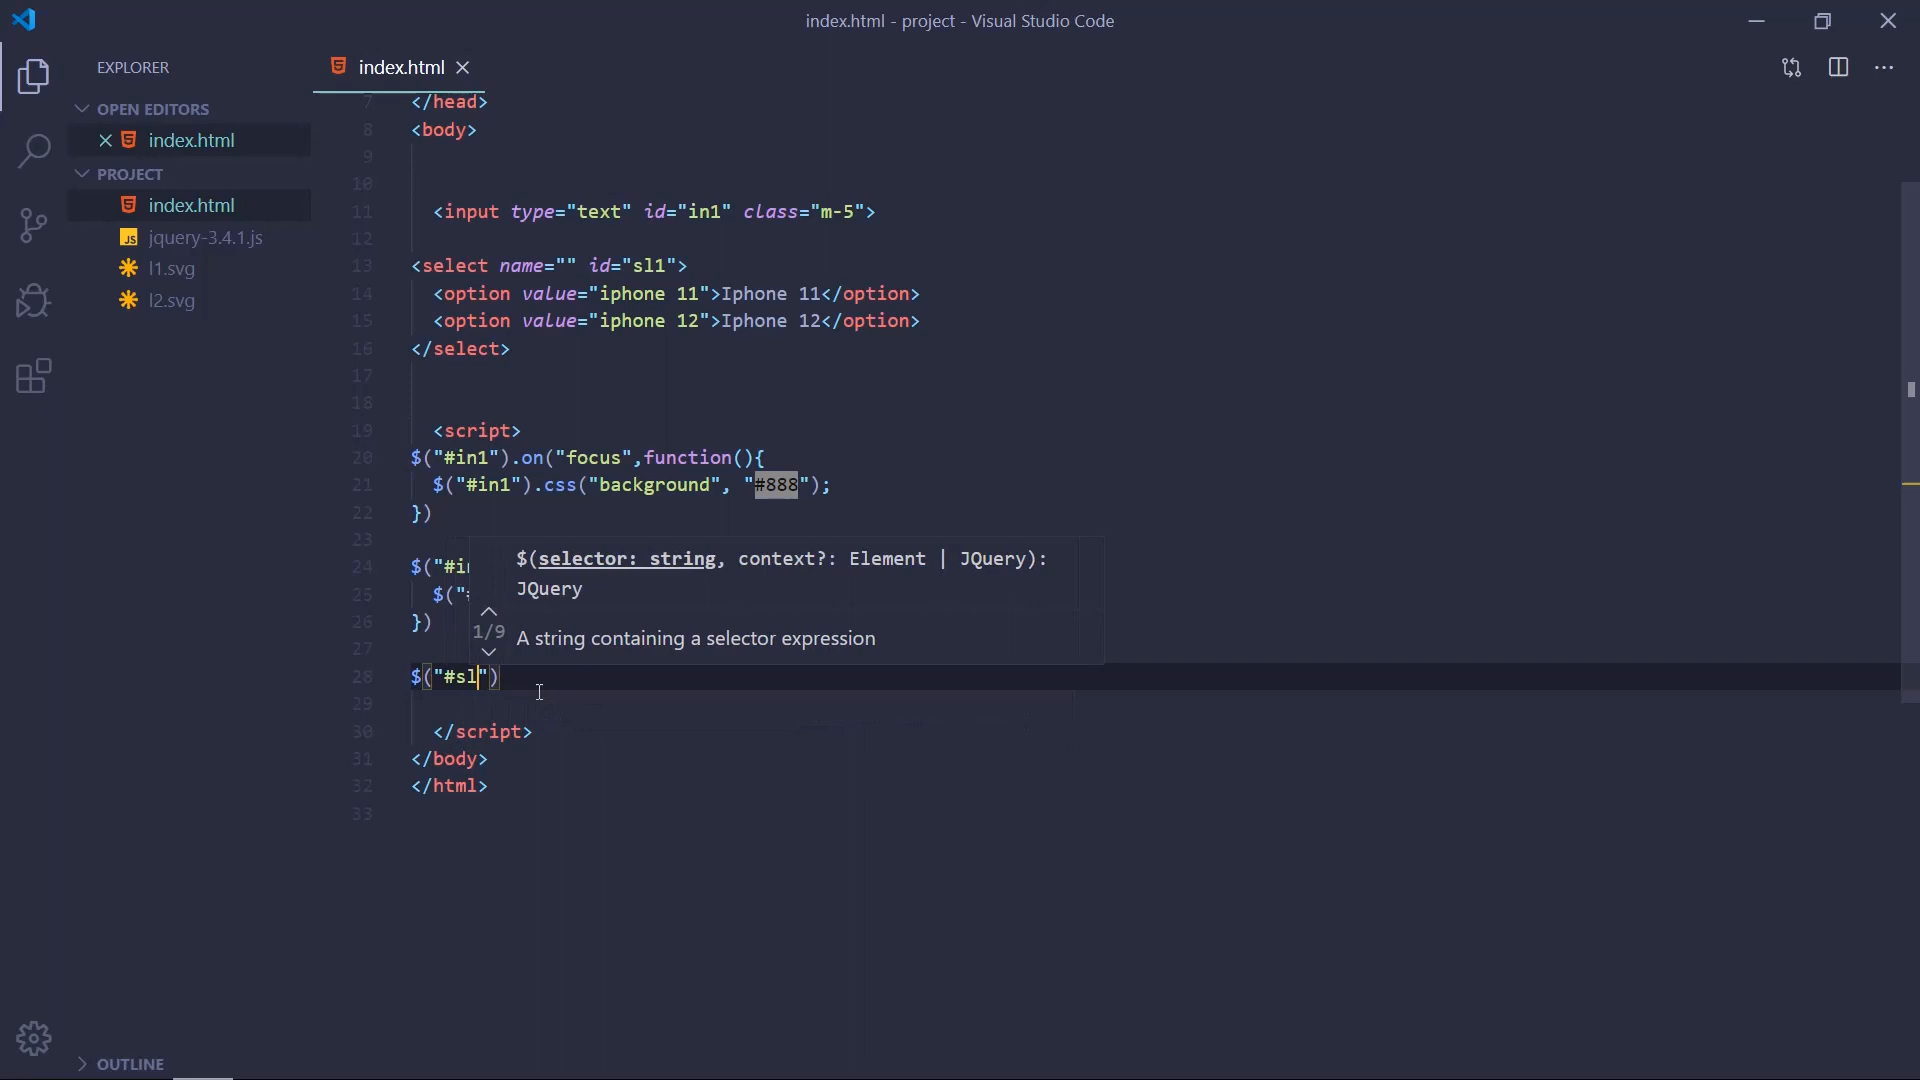 index.html - project - Visual Studio Code
EXPLORER
OPEN EDITORS
index.html
PROJECT
index.html
JS jquery-3.4.1.js
l1.svg
l2.svg
OUTLINE
index.html
7 </head>
8 <body>
9
10
11 <input type="text" id="in1" class="m-5">
12
13 <select name="" id="sl1">
14 <option value="iphone 11">Iphone 11</option>
15 <option value="iphone 12">Iphone 12</option>
16 </select>
17
18
19 <script>
20 $("#in1").on("focus",function(){
21 $("#in1").css("background", "#888");
22 })
23
24 $("#in
25 $("#
26 })
27
28 $("#sl")
29
30 </script>
31 </body>
32 </html>
33
$(selector: string, context?: Element | JQuery):
JQuery
1/9
A string containing a selector expression